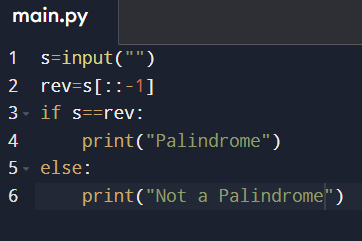 main.py
1 s=input("")
2 rev=s[::-1]
3 if s==rev:
4     print("Palindrome")
5 else:
6     print("Not a Palindrome")